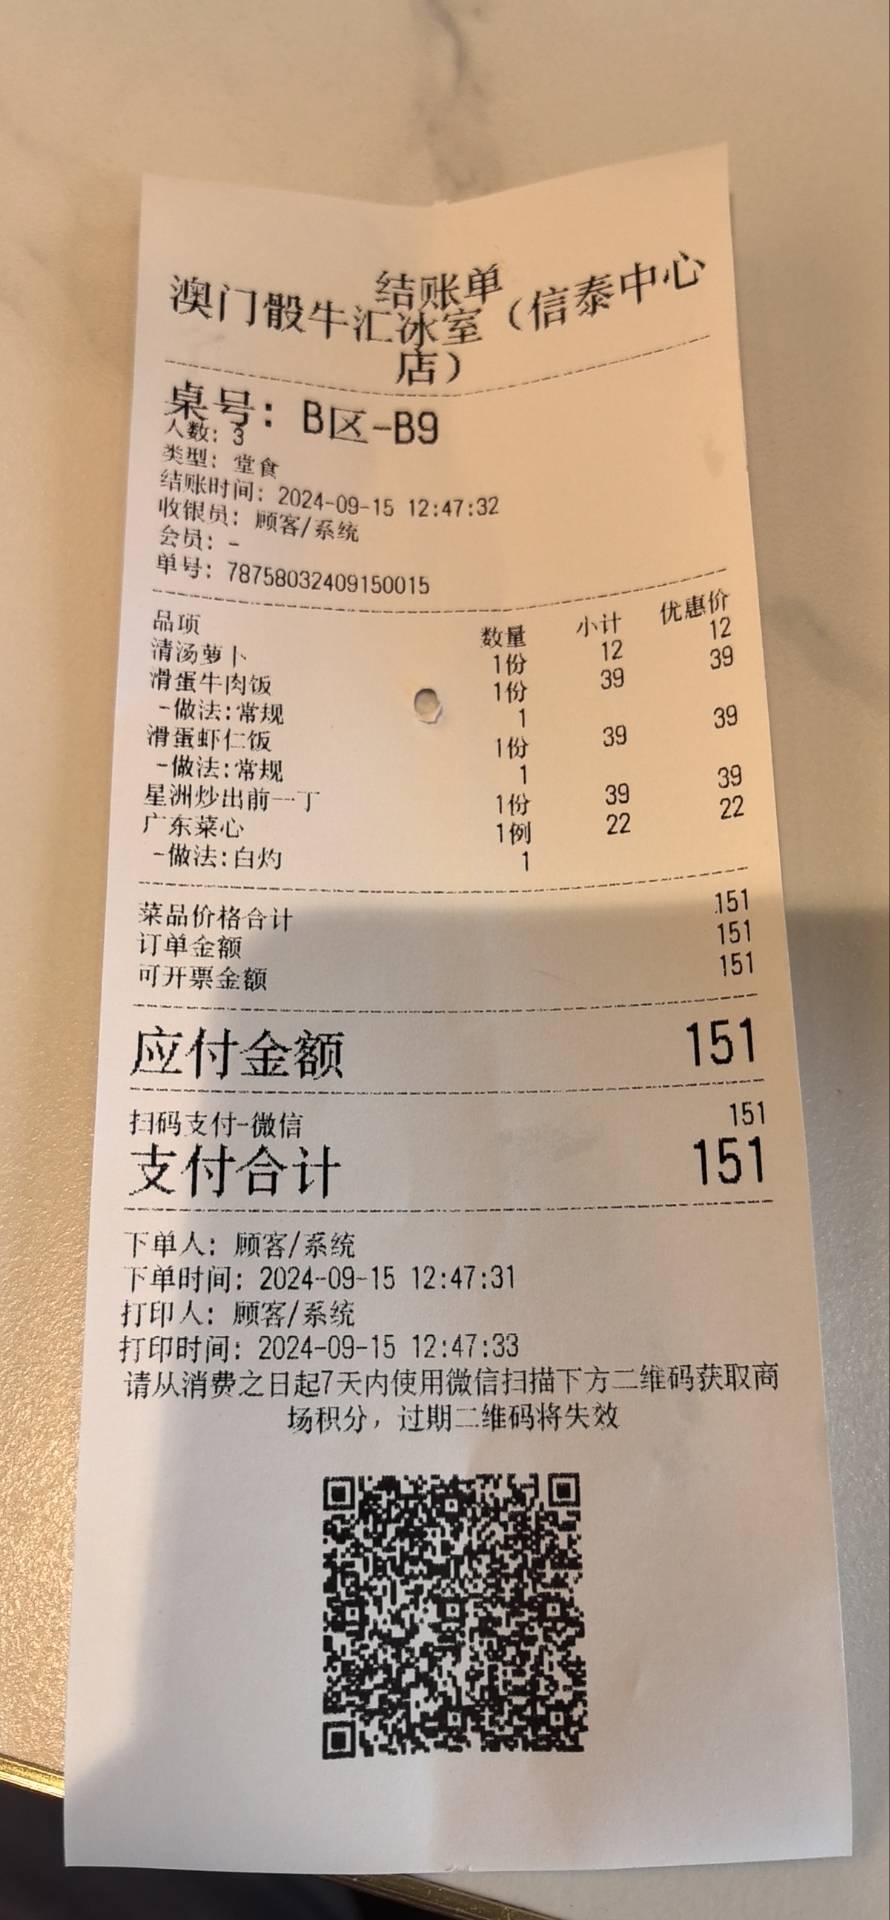 结账单
澳门骰牛汇冰室（信泰中心
店）
桌号：B区-B9
人数：3
类型：堂食
结账时间：2024-09-15 12:47:32
收银员：顾客/系统
会员：-
单号：78758032409150015
品项 数量 小计 优惠价
清汤萝卜 1份 12 12
滑蛋牛肉饭 1份 39 39
-做法:常规 1
滑蛋虾仁饭 1份 39 39
-做法:常规 1
星洲炒出前一丁 1份 39 39
广东菜心 1例 22 22
-做法:白灼 1
菜品价格合计 151
订单金额 151
可开票金额 151
应付金额 151
扫码支付-微信 151
支付合计 151
下单人：顾客/系统
下单时间：2024-09-15 12:47:31
打印人：顾客/系统
打印时间：2024-09-15 12:47:33
请从消费之日起7天内使用微信扫描下方二维码获取商
场积分，过期二维码将失效